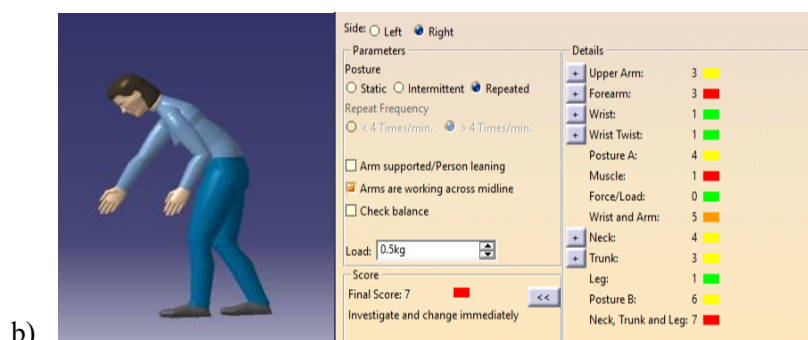 Side: Left Right
Parameters
Posture
Static Intermittent Repeated
Repeat Frequency
< 4 Times/min. > 4 Times/min.
Arm supported/Person leaning
Arms are working across midline
Check balance
Load: 0.5kg
Score
Final Score: 7
<<
Investigate and change immediately
Details
+ Upper Arm: 3
+ Forearm: 3
+ Wrist: 1
+ Wrist Twist: 1
Posture A: 4
Muscle: 1
Force/Load: 0
Wrist and Arm: 5
+ Neck: 4
+ Trunk: 3
Leg: 1
Posture B: 6
Neck, Trunk and Leg: 7
b)